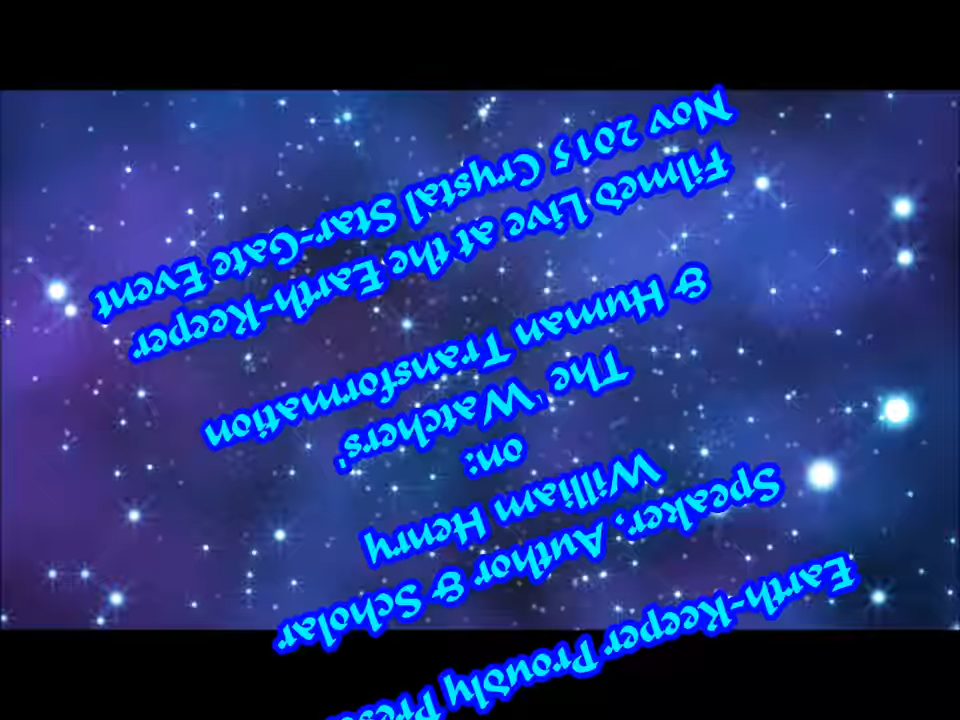 Earth-Keeper Proudly
Speaker, Author & Scholar
William Henry
on:
The 'Watchers'
& Human Transformation
Filmed Live at the Earth-Keeper
Nov 2015 Crystal Star-Gate Event